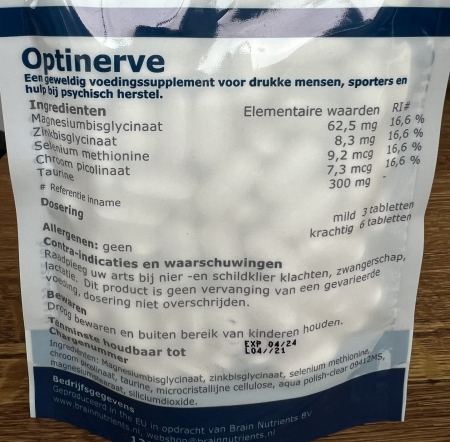 Optinerve
Een geweldig voedingssupplement voor drukke mensen, sporters en
hulp bij psychisch herstel.
Ingredienten Elementaire waarden RI#
Magnesiumbisglycinaat 62,5 mg 16,6 %
Zinkbisglycinaat 8,3 mg 16,6 %
Selenium methionine 9,2 mcg 16,6 %
Chroom picolinaat 7,3 mcg 16,6 %
Taurine 300 mg -
# Referentie inname
Dosering mild 3 tabletten
krachtig 6 tabletten
Allergenen: geen
Contra-indicaties en waarschuwingen
Raadpleeg uw arts bij nier -en schildklier klachten, zwangerschap,
lactatie. Dit product is geen vervanging van een gevarieerde
voeding, dosering niet overschrijden.
Bewaren
Droog bewaren en buiten bereik van kinderen houden.
Tenminste houdbaar tot EXP 04/24
Chargenummer L04//21
Ingredienten: Magnesiumbisglycinaat, zinkbisglycinaat, selenium methionine,
chroom picolinaat, taurine, microcristallijne cellulose, aqua polish-clear 09412MS,
magnesiumstearaat, siliciumdioxide.
Bedrijfsgegevens
Geproduceerd in the EU in opdracht van Brain Nutrients BV
www.brainnutrients.nl, webshop@brainnutrients.nl